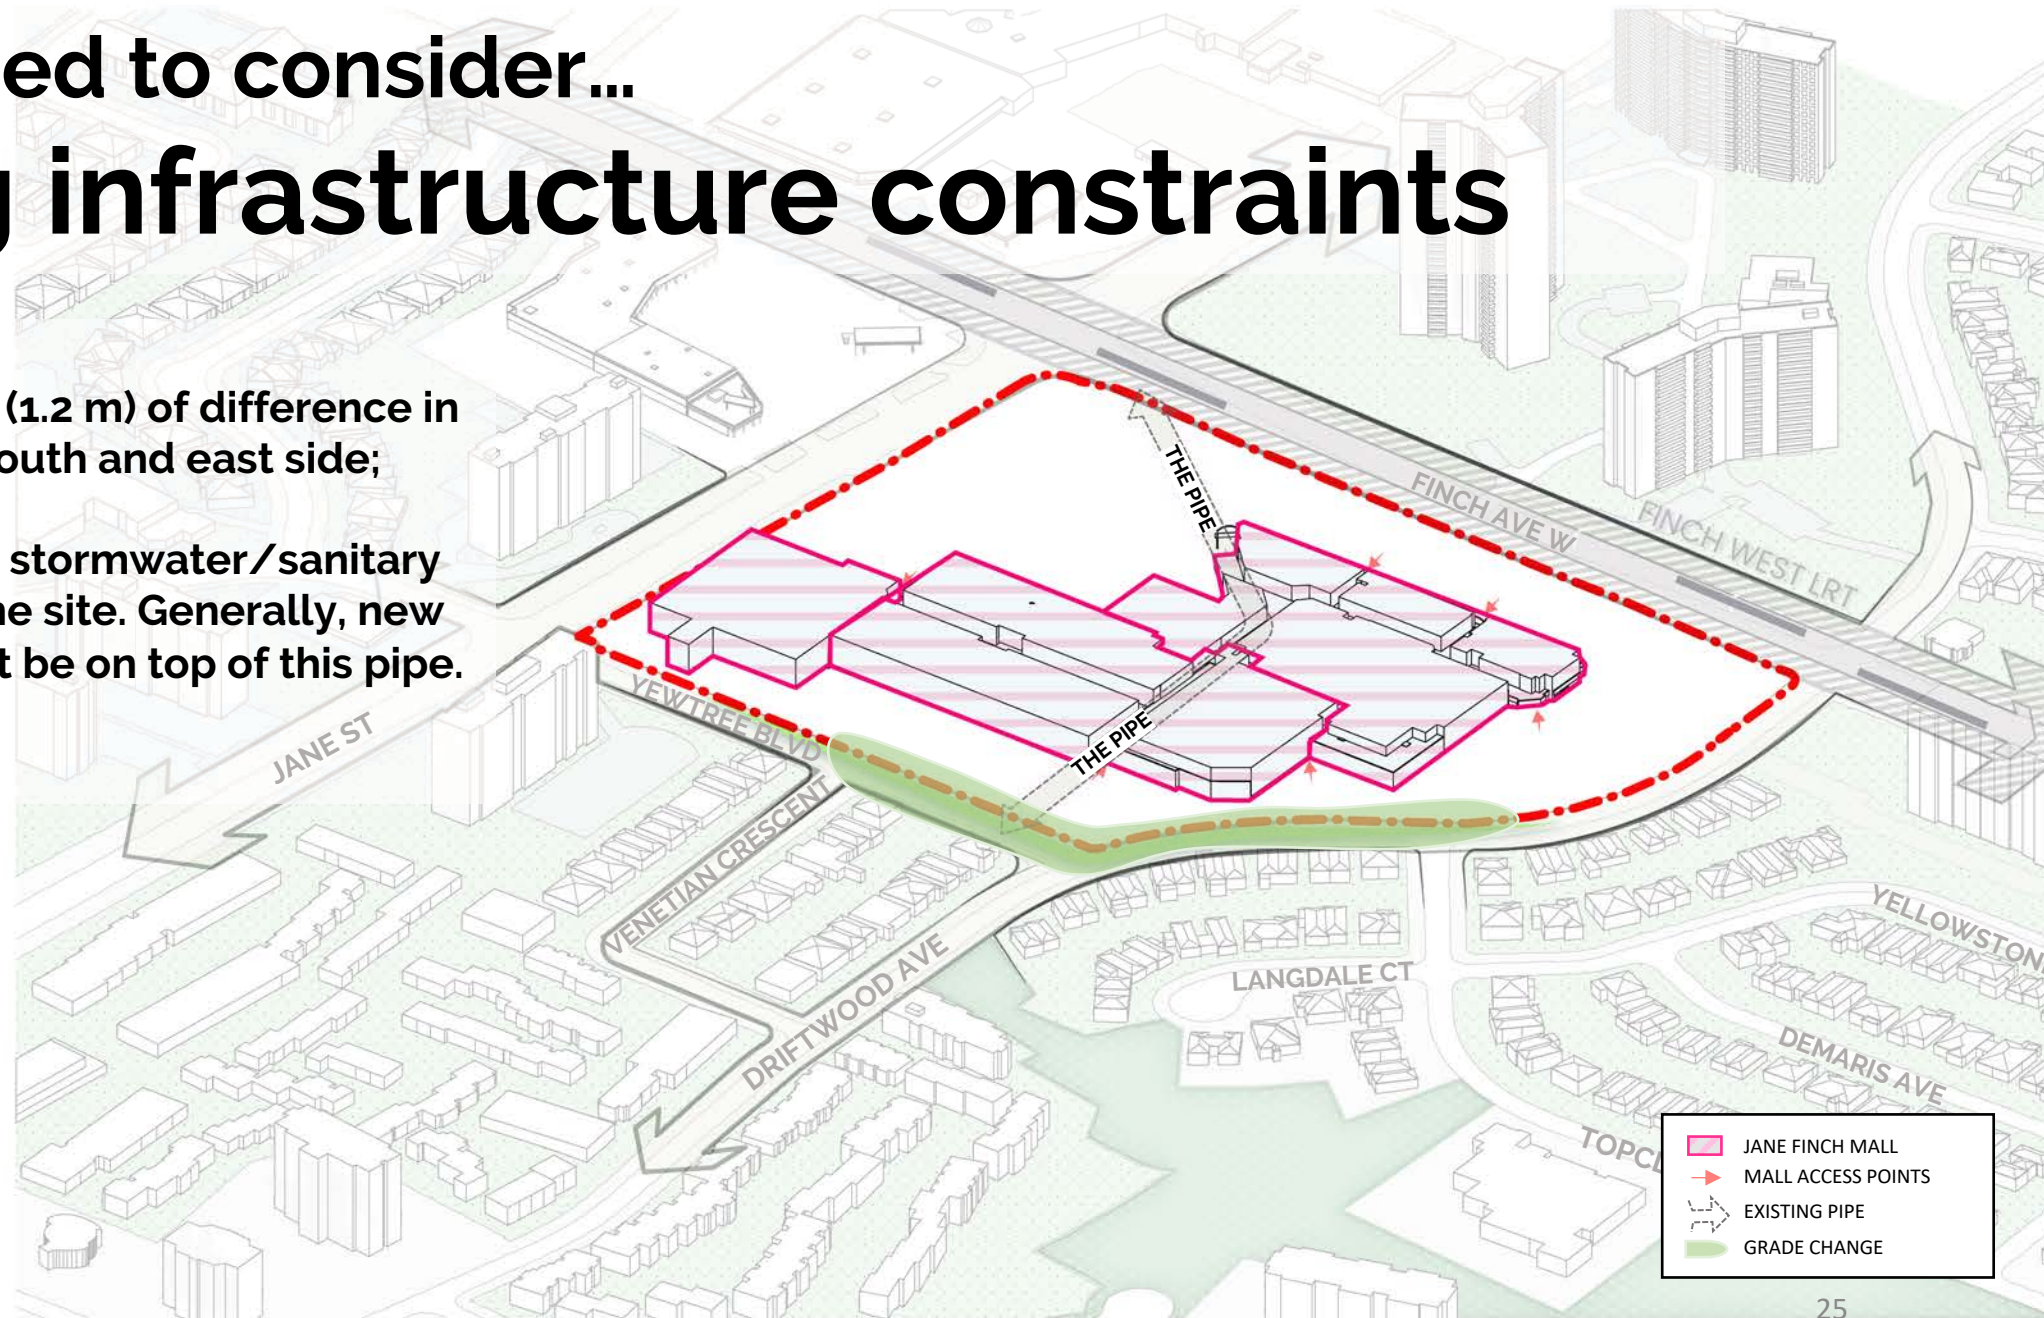 ed to consider...
g infrastructure constraints
(1.2 m) of difference in
outh and east side;
stormwater/sanitary
ne site. Generally, new
t be on top of this pipe.
THE PIPE
FINCH AVE W
FINCH WEST LRT
THE PIPE
YEWTREE BLVD
JANE ST
VENETIAN CRESCENT
DRIFTWOOD AVE
LANGDALE CT
YELLOWSTON
DEMARIS AVE
TOPCL
JANE FINCH MALL
MALL ACCESS POINTS
EXISTING PIPE
GRADE CHANGE
25